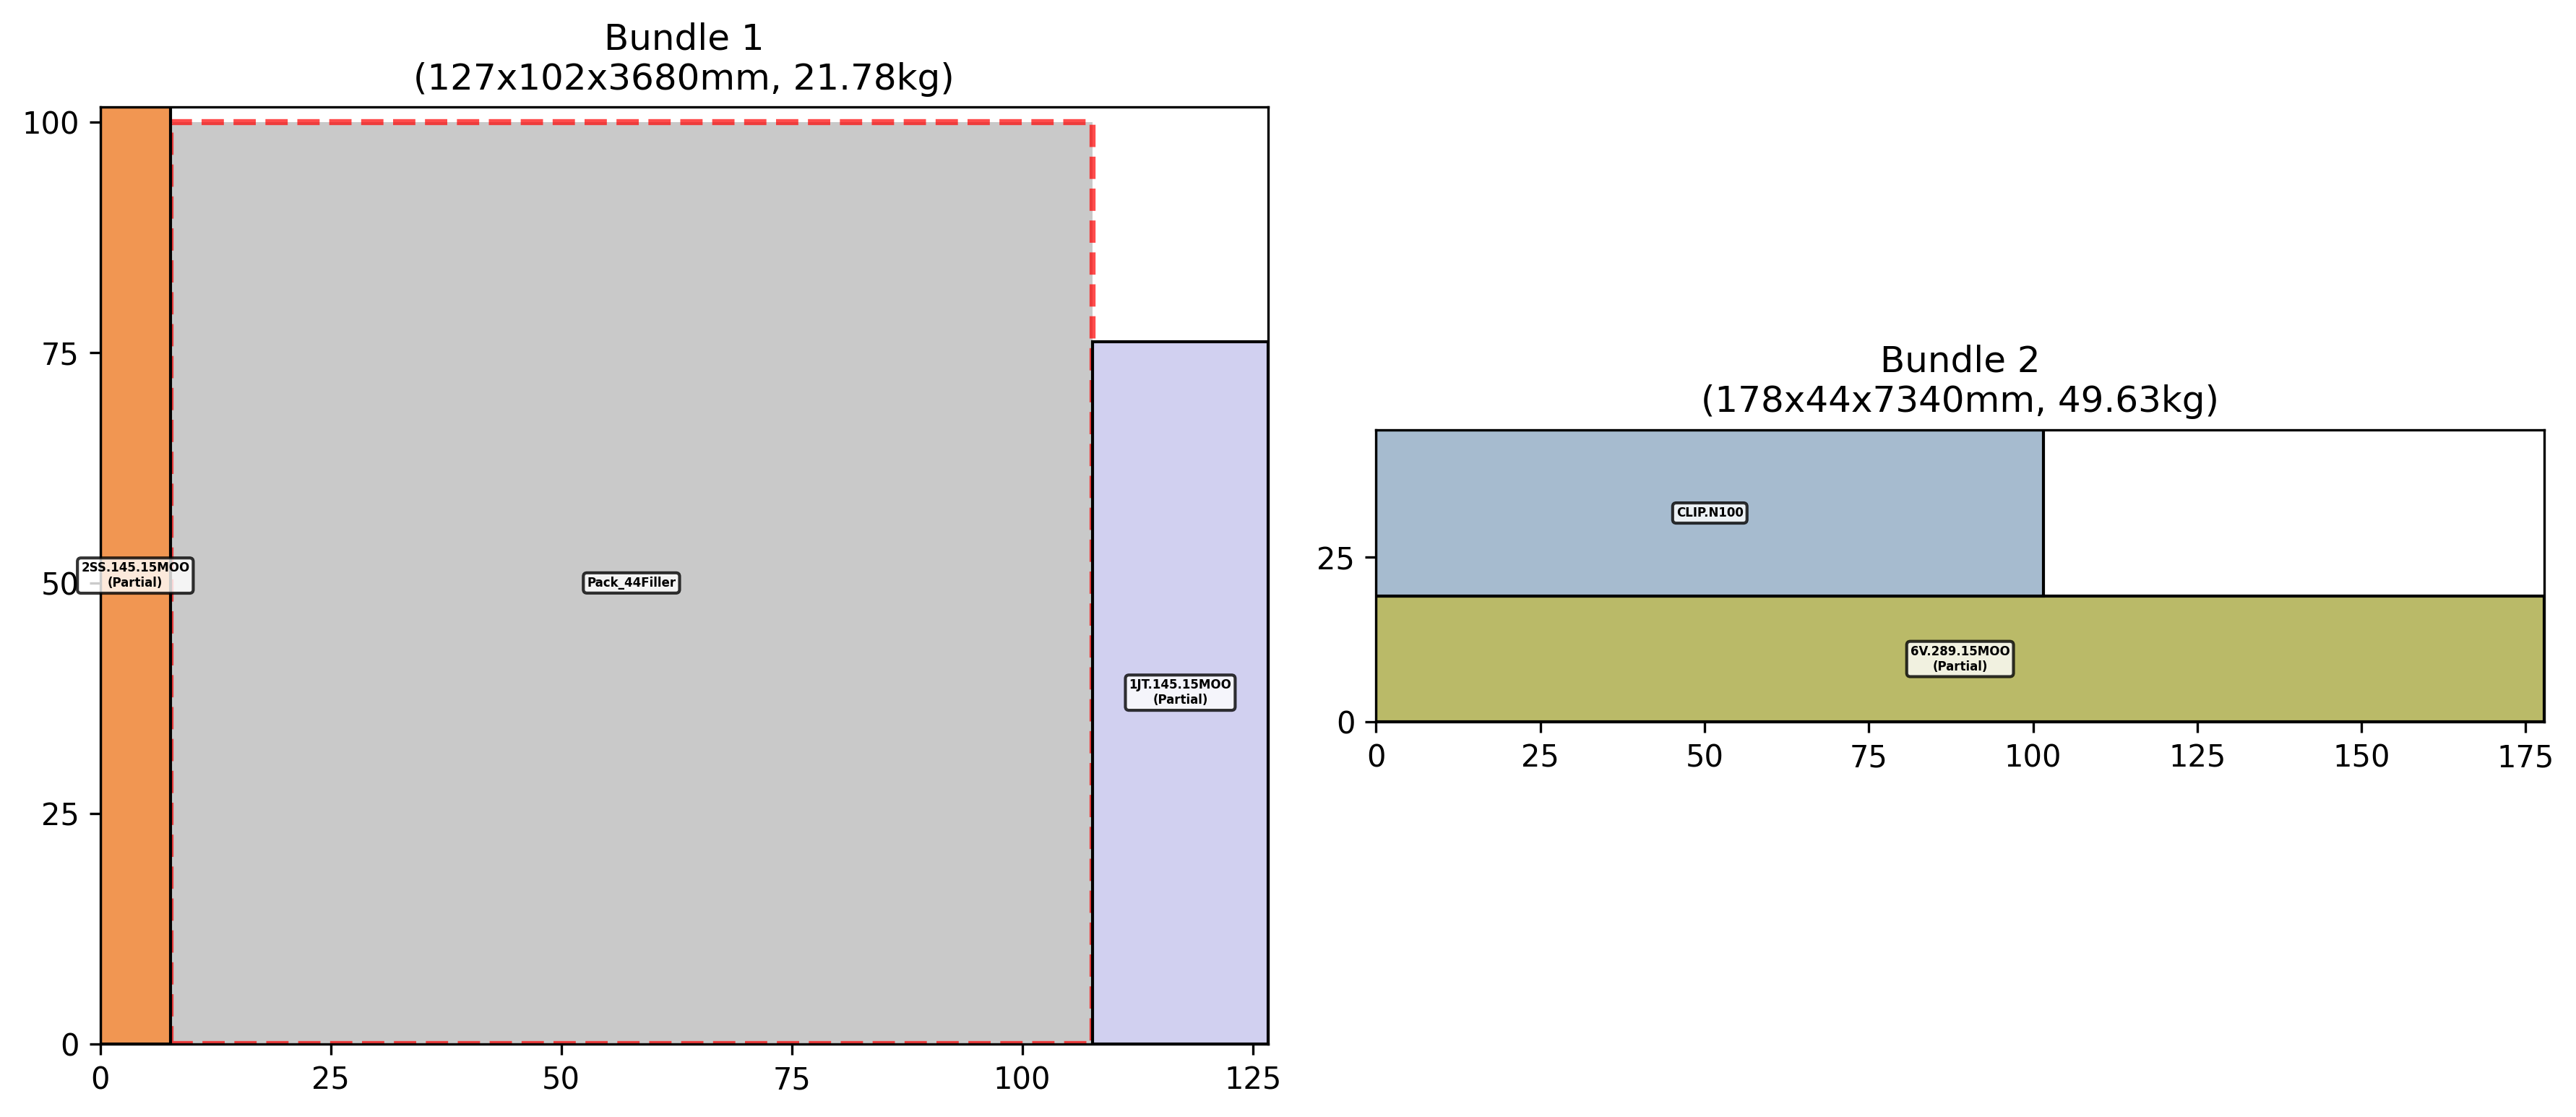 Bundle 1
(127x102x3680mm, 21.78kg)
100
75
50
25
0
2SS.145.15MOO
(Partial)
Pack_44Filler
1JT.145.15MOO
(Partial)
0 25 50 75 100 125
Bundle 2
(178x44x7340mm, 49.63kg)
25
0
CLIP.N100
6V.289.15MOO
(Partial)
0 25 50 75 100 125 150 175